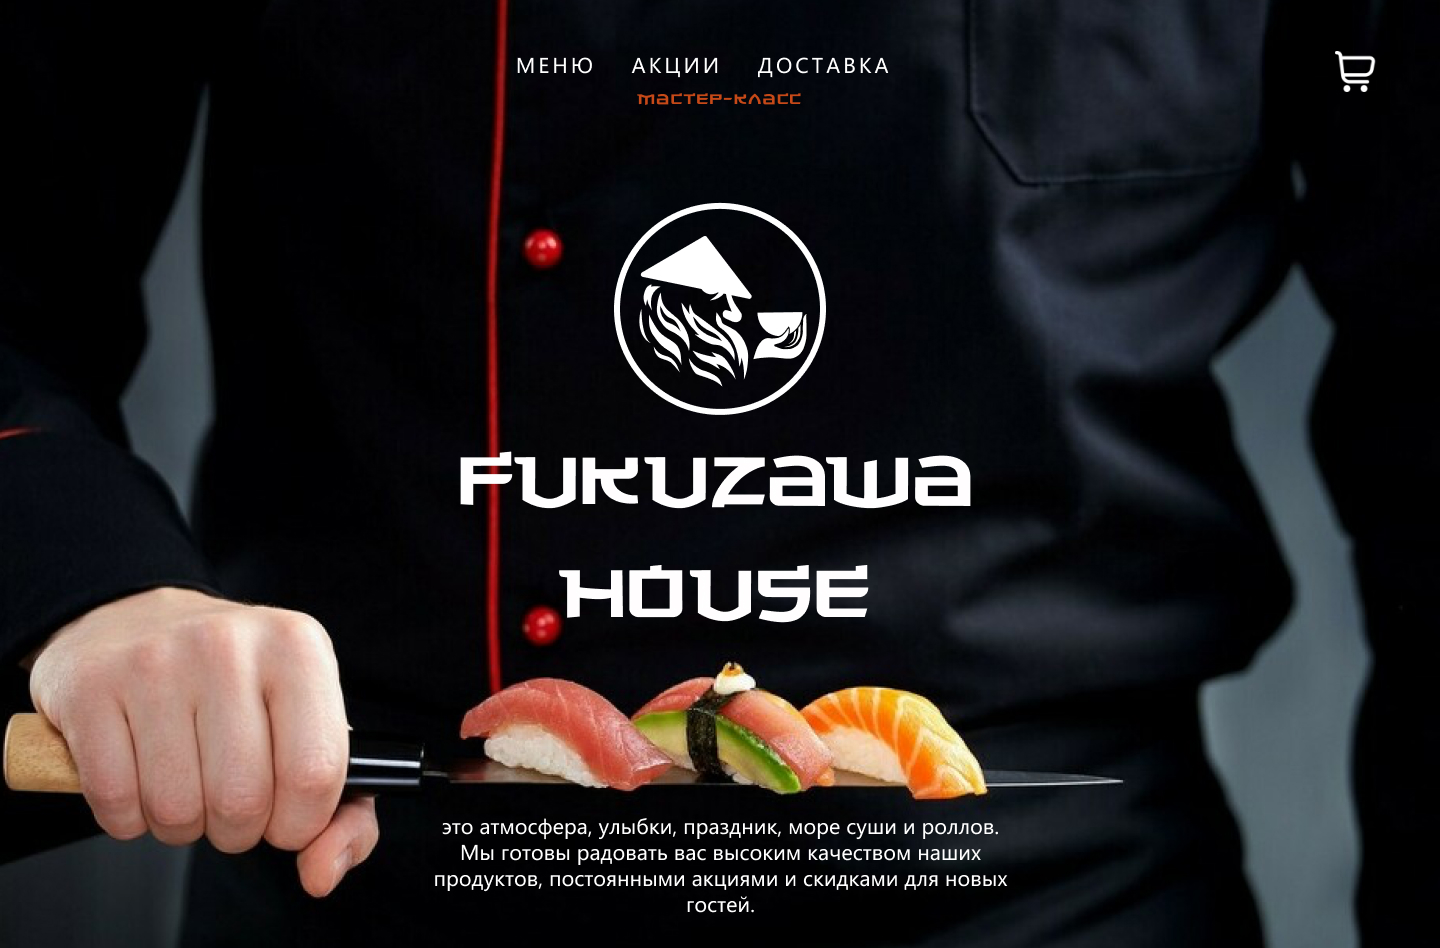 МЕНЮ АКЦИИ ДОСТАВКА
МАСТЕР-КЛАСС
FUKUZAWA
HOUSE
это атмосфера, улыбки, праздник, море суши и роллов.
Мы готовы радовать вас высоким качеством наших
продуктов, постоянными акциями и скидками для новых
гостей.